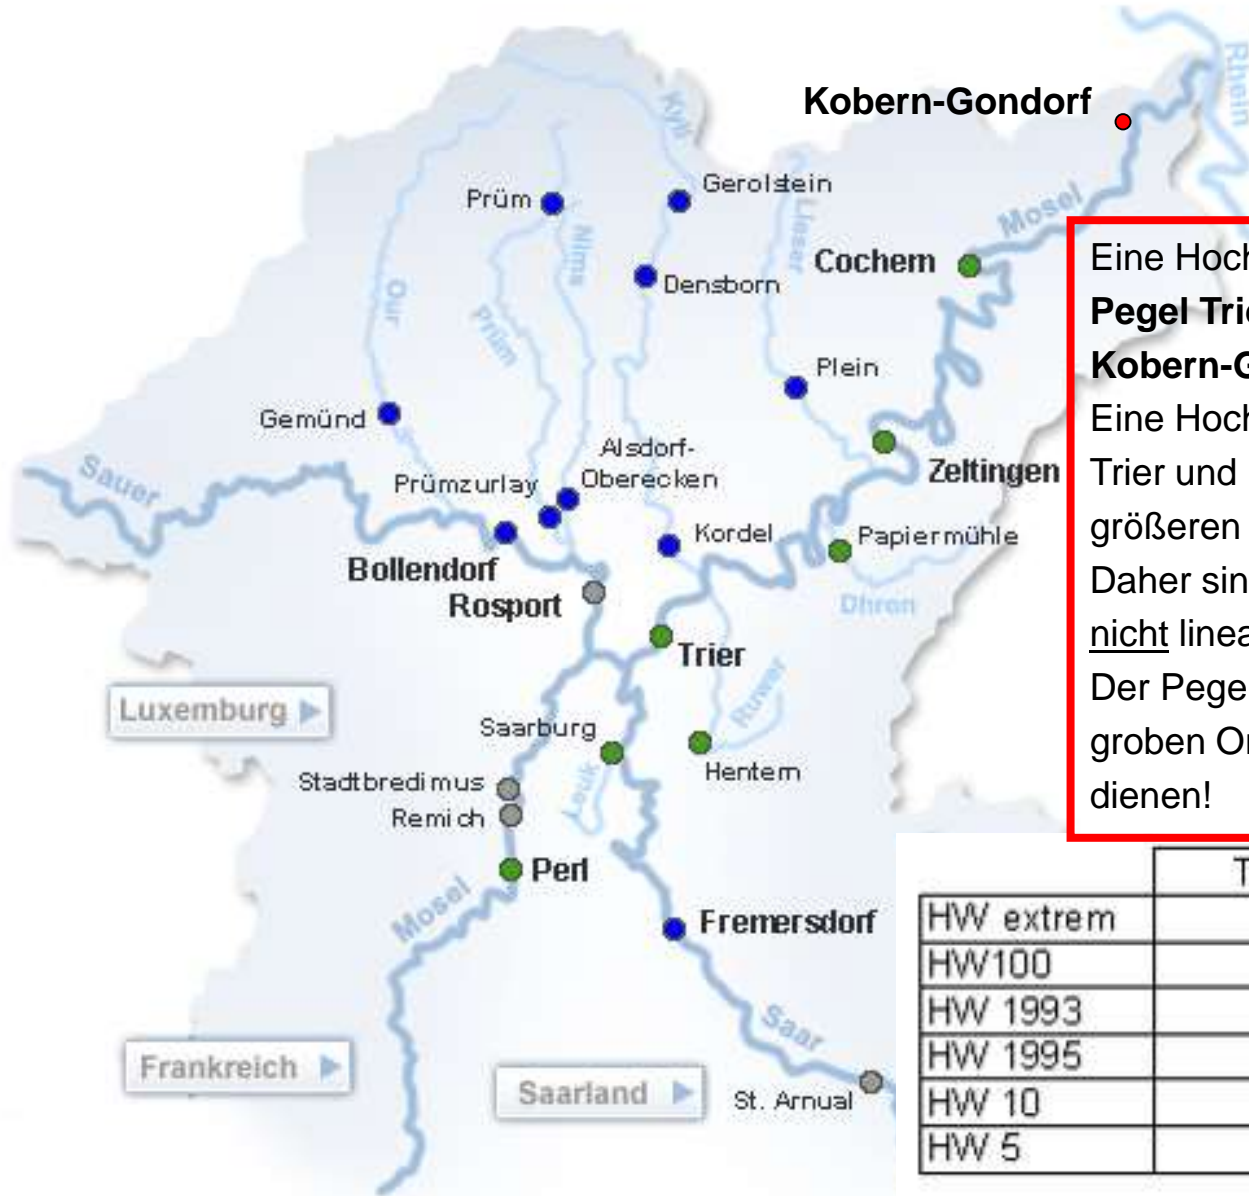 Kobern-Gondorf
Rhein
Kyll
Prüm
Gerolstein
Mosel
Lieser
Nims
Cochem
Densborn
Our
Prüm
Plein
Gemünd
Alsdorf-
Oberecken
Zeltingen
Sauer
Prümzurlay
Kordel
Papiermühle
Bollendorf
Rosport
Dhron
Trier
Ruwer
Luxemburg
Saarburg
Hentern
Stadtbredimus
Leuk
Remich
Perl
Mosel
Fremersdorf
Saar
Frankreich
Saarland
St. Arnual
Eine Hoch
Pegel Trie
Kobern-G
Eine Hoch
Trier und
größeren
Daher sin
nicht linea
Der Pege
groben Or
dienen!
T
HW extrem
HW100
HW 1993
HW 1995
HW 10
HW 5